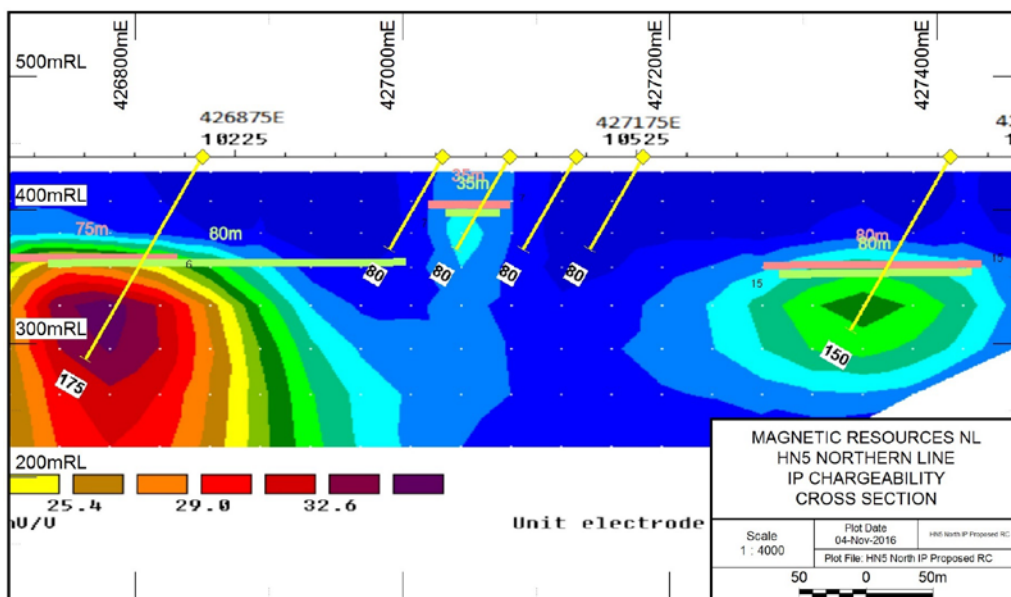 426800mE
427000mE
427200mE
427400mE
500mRL
426875E
10225
427175E
10525
400mRL
35m
35m
75m
80m
80m
80m
6
15
15
80
80
80
80
300mRL
175
150
200mRL
25.4 29.0 32.6
Unit electrode
MAGNETIC RESOURCES NL
HN5 NORTHERN LINE
IP CHARGEABILITY
CROSS SECTION
Scale
1 : 4000
Plot Date
04-Nov-2016
HN5 North IP Proposed RC
Plot File: HN5 North IP Proposed RC
50 0 50m